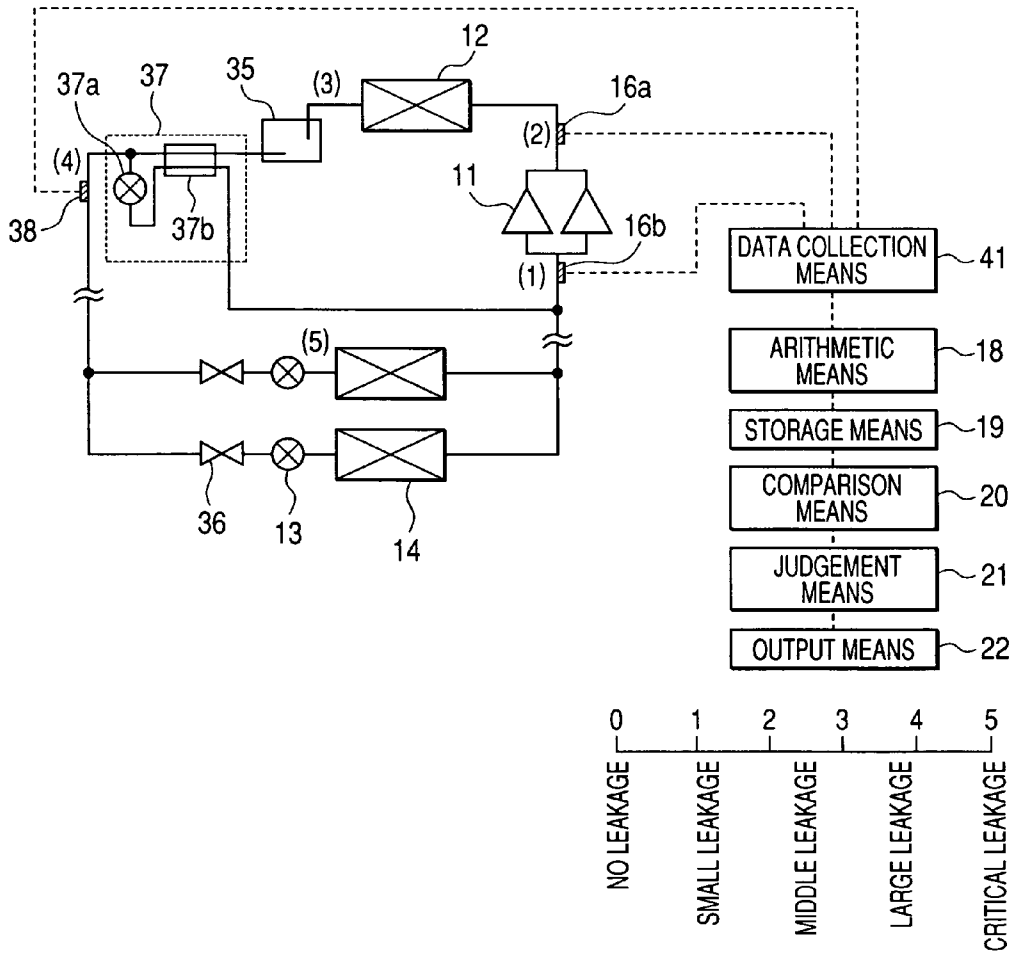 12
37
35
(3)
37a
16a
(2)
(4)
11
38
37b
16b
(1)
DATA COLLECTION
MEANS
41
(5)
ARITHMETIC
MEANS
18
STORAGE MEANS
19
COMPARISON
MEANS
20
36
13
14
JUDGEMENT
MEANS
21
OUTPUT MEANS
22
0 1 2 3 4 5
NO LEAKAGE
SMALL LEAKAGE
MIDDLE LEAKAGE
LARGE LEAKAGE
CRITICAL LEAKAGE